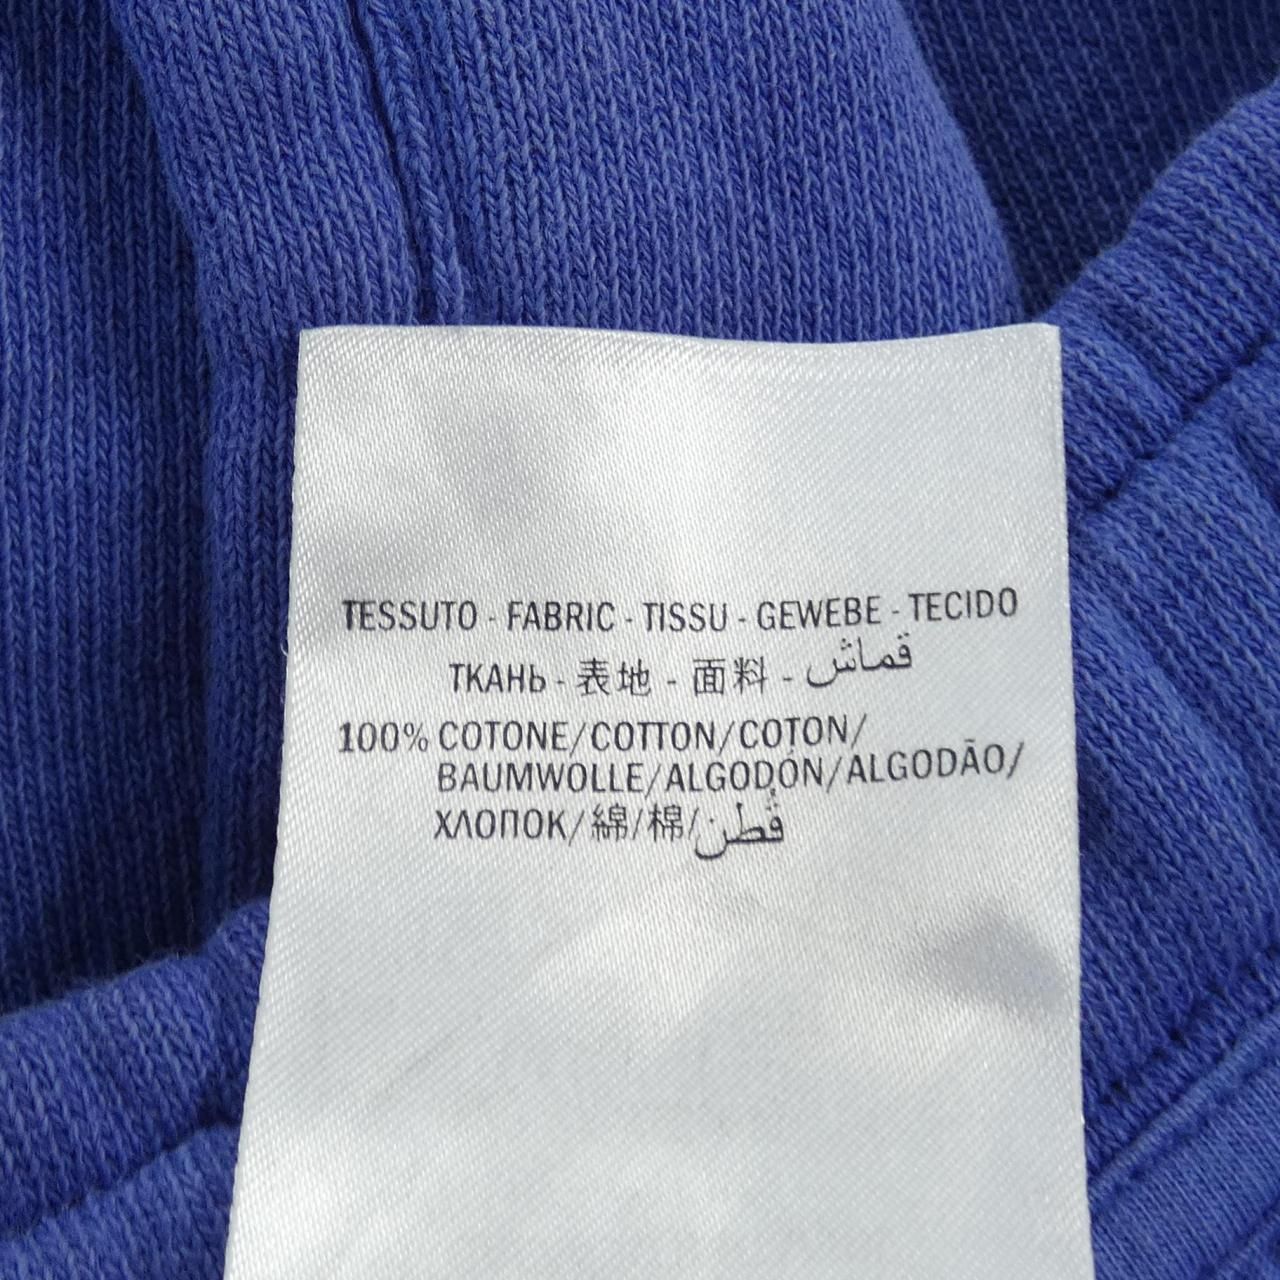 TESSUTO - FABRIC - TISSU - GEWEBE - TECIDO
ТКАНЬ - 表地 - 面料 - قماش
100% COTONE/COTTON/COTON/
BAUMWOLLE/ALGODÓN/ALGODÃO/
ХЛОПОК/綿/棉/قُطن